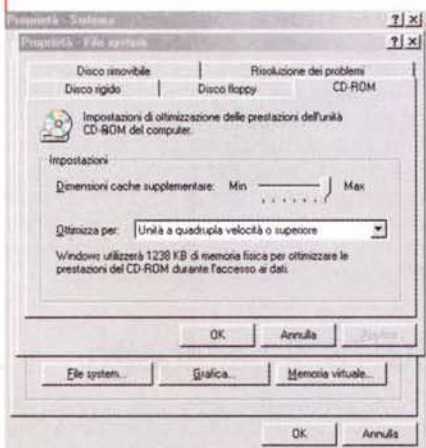 Proprietà - Sistema
Proprietà - File system
Disco rimovibile
Risoluzione dei problemi
Disco rigido
Disco floppy
CD-ROM
Impostazioni di ottimizzazione delle prestazioni dell'unità
CD-ROM del computer.
Impostazioni
Dimensioni cache supplementare:
Min
Max
Ottimizza per:
Unità a quadrupla velocità o superiore
Windows utilizzerà 1238 KB di memoria fisica per ottimizzare le
prestazioni del CD-ROM durante l'accesso ai dati.
OK
Annulla
Applica
File system...
Grafica...
Memoria virtuale...
OK
Annulla